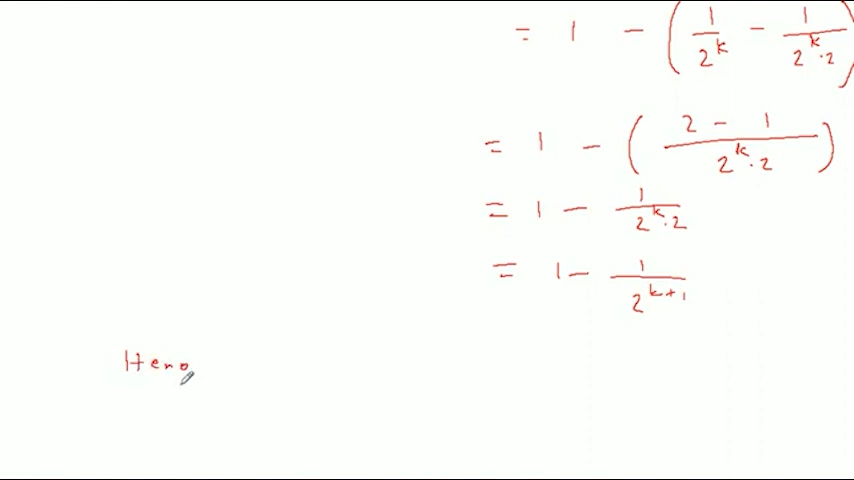 = 1 - ( 1/2^k - 1/(2^k · 2) )
= 1 - ( (2 - 1)/(2^k · 2) )
= 1 - 1/(2^k · 2)
= 1 - 1/2^(k+1)